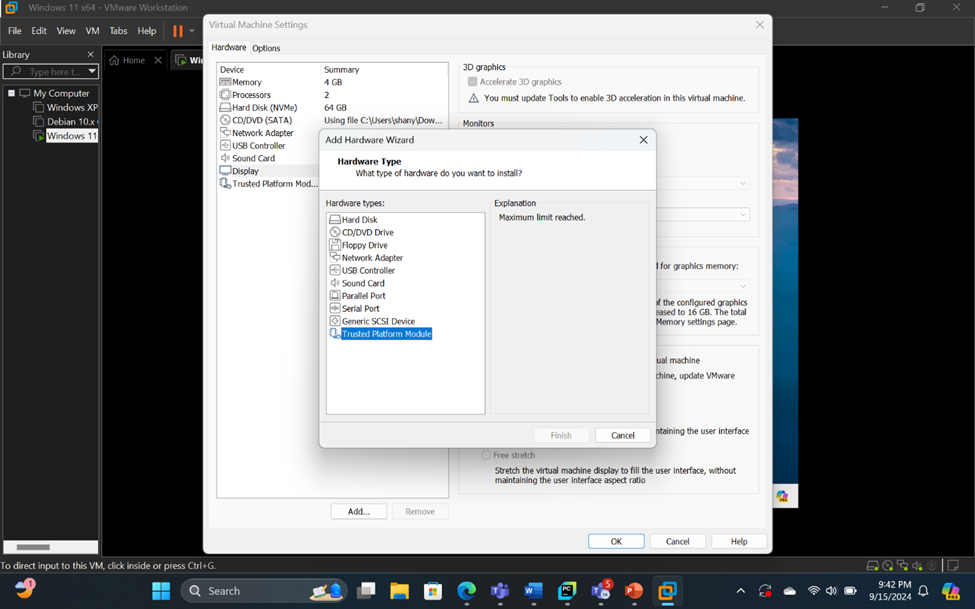 Windows 11 x64 - VMware Workstation
File Edit View VM Tabs Help
Library
Type here t...
My Computer
Windows XP
Debian 10.x
Windows 11
Home
Win
Virtual Machine Settings
Hardware Options
Device Summary
Memory 4 GB
Processors 2
Hard Disk (NVMe) 64 GB
CD/DVD (SATA) Using file C:\Users\shany\Dow...
Network Adapter
USB Controller
Sound Card
Display
Trusted Platform Mod...
Add... Remove
3D graphics
Accelerate 3D graphics
You must update Tools to enable 3D acceleration in this virtual machine.
Monitors
Add Hardware Wizard
Hardware Type
What type of hardware do you want to install?
Hardware types:
Hard Disk
CD/DVD Drive
Floppy Drive
Network Adapter
USB Controller
Sound Card
Parallel Port
Serial Port
Generic SCSI Device
Trusted Platform Module
Explanation
Maximum limit reached.
Finish Cancel
for graphics memory:
of the configured graphics
eased to 16 GB. The total
Memory settings page.
ual machine
chine, update VMware
ntaining the user interface
Free stretch
Stretch the virtual machine display to fill the user interface, without
maintaining the user interface aspect ratio
OK Cancel Help
To direct input to this VM, click inside or press Ctrl+G.
1
Search
5
9:42 PM
9/15/2024